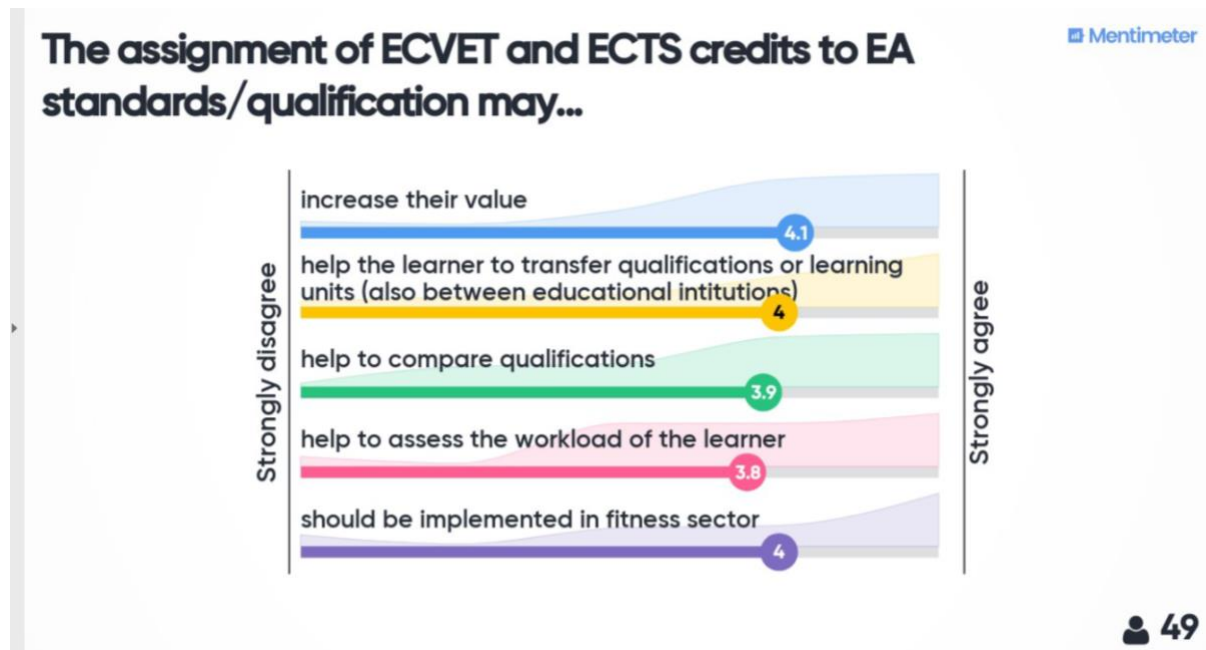 The assignment of ECVET and ECTS credits to EA
standards/qualification may...
Mentimeter
Strongly disagree
increase their value
4.1
help the learner to transfer qualifications or learning
units (also between educational intitutions)
4
help to compare qualifications
3.9
help to assess the workload of the learner
3.8
should be implemented in fitness sector
4
Strongly agree
49